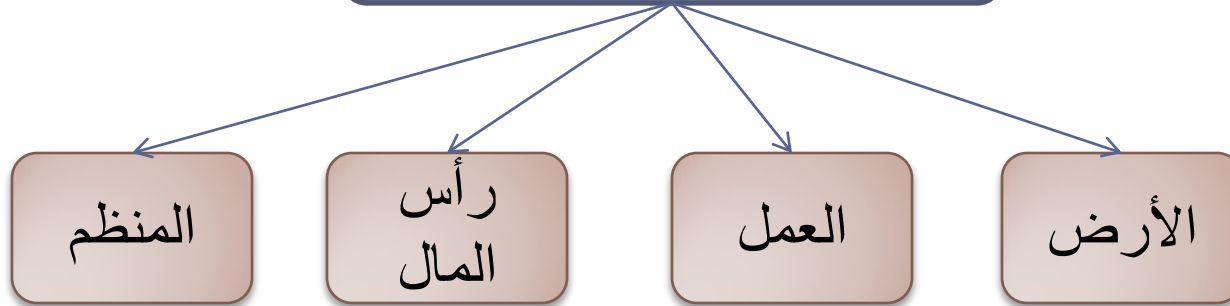 الأرض
العمل
رأس
المال
المنظم